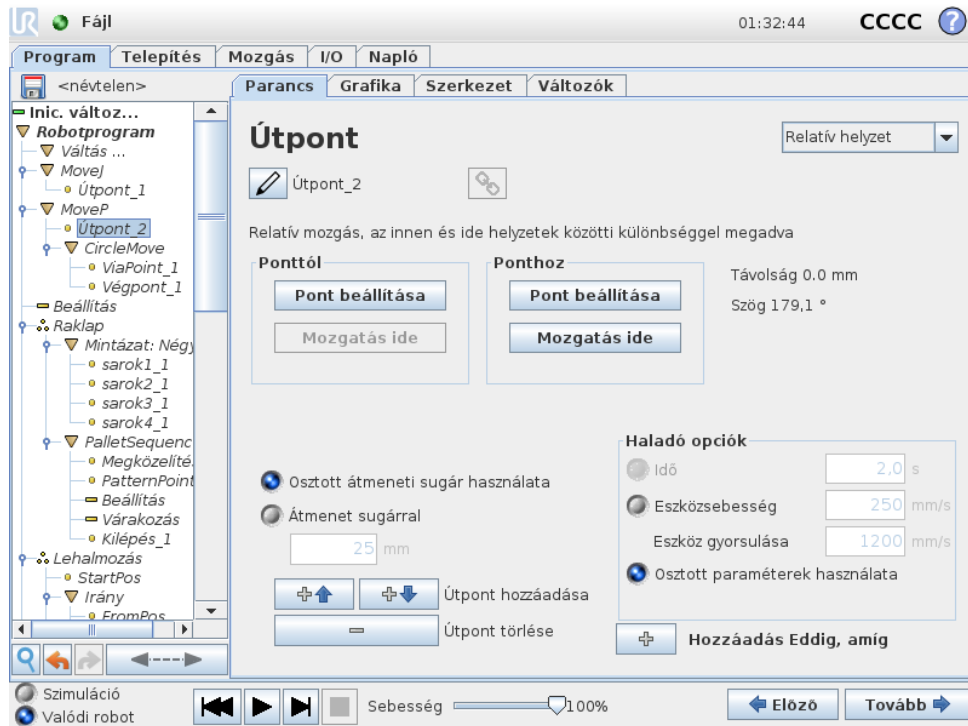 UR Fájl 01:32:44 CCCC ?
Program Telepítés Mozgás I/O Napló
<névtelen>
Parancs Grafika Szerkezet Változók
Inic. változ...
Robotprogram
Váltás ...
MoveJ
Útpont_1
MoveP
Útpont_2
CircleMove
ViaPoint_1
Végpont_1
Beállítás
Raklap
Mintázat: Négy
sarok1_1
sarok2_1
sarok3_1
sarok4_1
PalletSequenc
Megközelíté
PatternPoint
Beállítás
Várakozás
Kilépés_1
Lehalmozás
StartPos
Irány
FromPos
Útpont
Relatív helyzet
Útpont_2
Relatív mozgás, az innen és ide helyzetek közötti különbséggel megadva
Ponttól
Pont beállítása
Mozgatás ide
Ponthoz
Pont beállítása
Mozgatás ide
Távolság 0.0 mm
Szög 179,1 °
Osztott átmeneti sugár használata
Átmenet sugárral
25 mm
Útpont hozzáadása
Útpont törlése
Haladó opciók
Idő 2,0 s
Eszközsebesség 250 mm/s
Eszköz gyorsulása 1200 mm/s
Osztott paraméterek használata
Hozzáadás Eddig, amíg
Szimuláció
Valódi robot
Sebesség 100%
Előző
Tovább